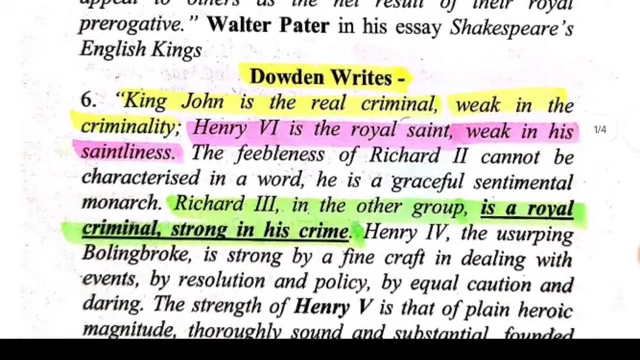 appeal to others as the net result of their royal
prerogative.” Walter Pater in his essay Shakespeare's
English Kings
Dowden Writes -
6. “King John is the real criminal, weak in the
criminality; Henry VI is the royal saint, weak in his
saintliness. The feebleness of Richard II cannot be
characterised in a word, he is a graceful sentimental
monarch. Richard III, in the other group, is a royal
criminal, strong in his crime. Henry IV, the usurping
Bolingbroke, is strong by a fine craft in dealing with
events, by resolution and policy, by equal caution and
daring. The strength of Henry V is that of plain heroic
magnitude, thoroughly sound and substantial, founded
1/4